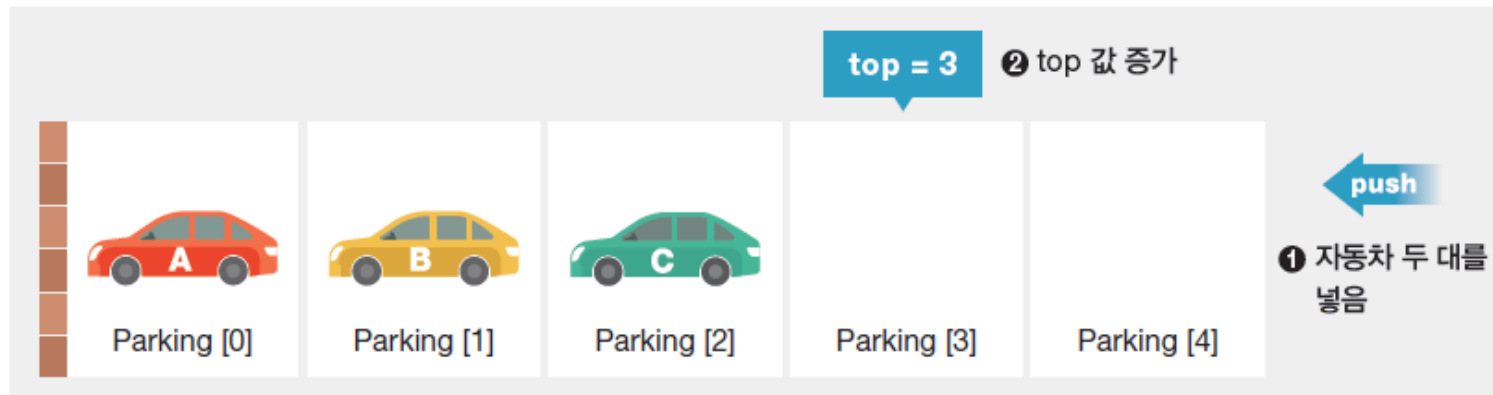 top = 3
❷ top 값 증가
push
❶ 자동차 두 대를
넣음
A
B
C
Parking [0]
Parking [1]
Parking [2]
Parking [3]
Parking [4]